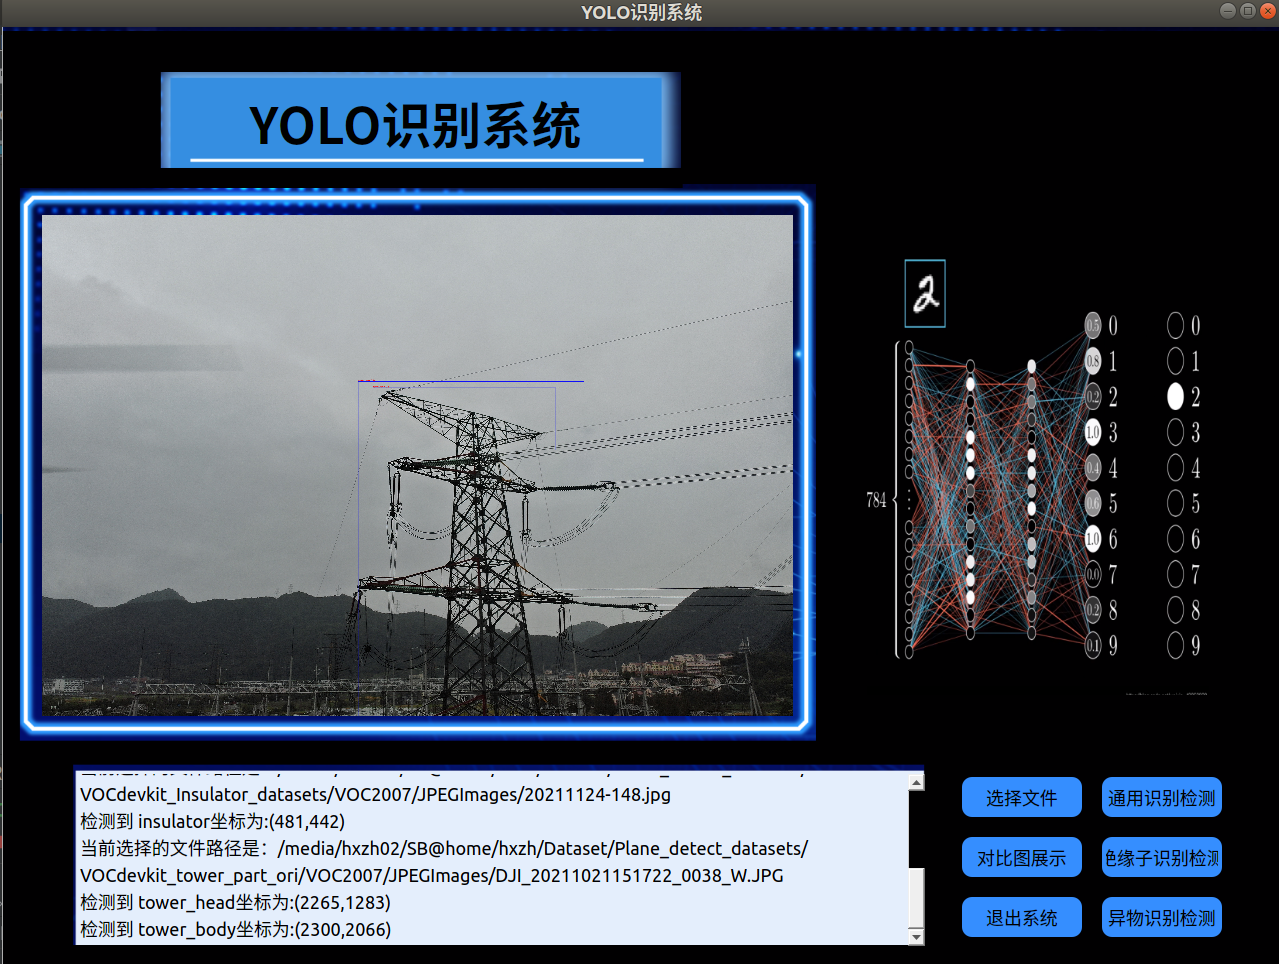 YOLO识别系统
YOLO识别系统
784
0.5 0 0
0.8 1 1
0.2 2 2
1.0 3 3
0.4 4 4
0.6 5 5
1.0 6 6
0.0 7 7
0.2 8 8
0.1 9 9
VOCdevkit_Insulator_datasets/VOC2007/JPEGImages/20211124-148.jpg
检测到 insulator坐标为:(481,442)
当前选择的文件路径是：/media/hxzh02/SB@home/hxzh/Dataset/Plane_detect_datasets/
VOCdevkit_tower_part_ori/VOC2007/JPEGImages/DJI_20211021151722_0038_W.JPG
检测到 tower_head坐标为:(2265,1283)
检测到 tower_body坐标为:(2300,2066)
选择文件 通用识别检测
对比图展示 绝缘子识别检测
退出系统 异物识别检测